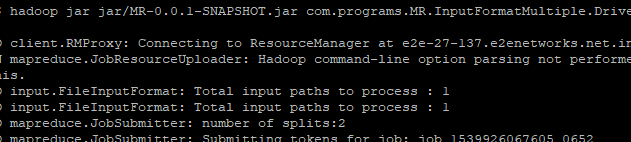 hadoop jar jar/MR-0.0.1-SNAPSHOT.jar com.programs.MR.InputFormatMultiple.Drive
client.RMProxy: Connecting to ResourceManager at e2e-27-137.e2enetworks.net.in
mapreduce.JobResourceUploader: Hadoop command-line option parsing not performe
his.
input.FileInputFormat: Total input paths to process : 1
input.FileInputFormat: Total input paths to process : 1
mapreduce.JobSubmitter: number of splits:2
mapreduce.JobSubmitter: Submitting tokens for job: job_1539926067605_0652